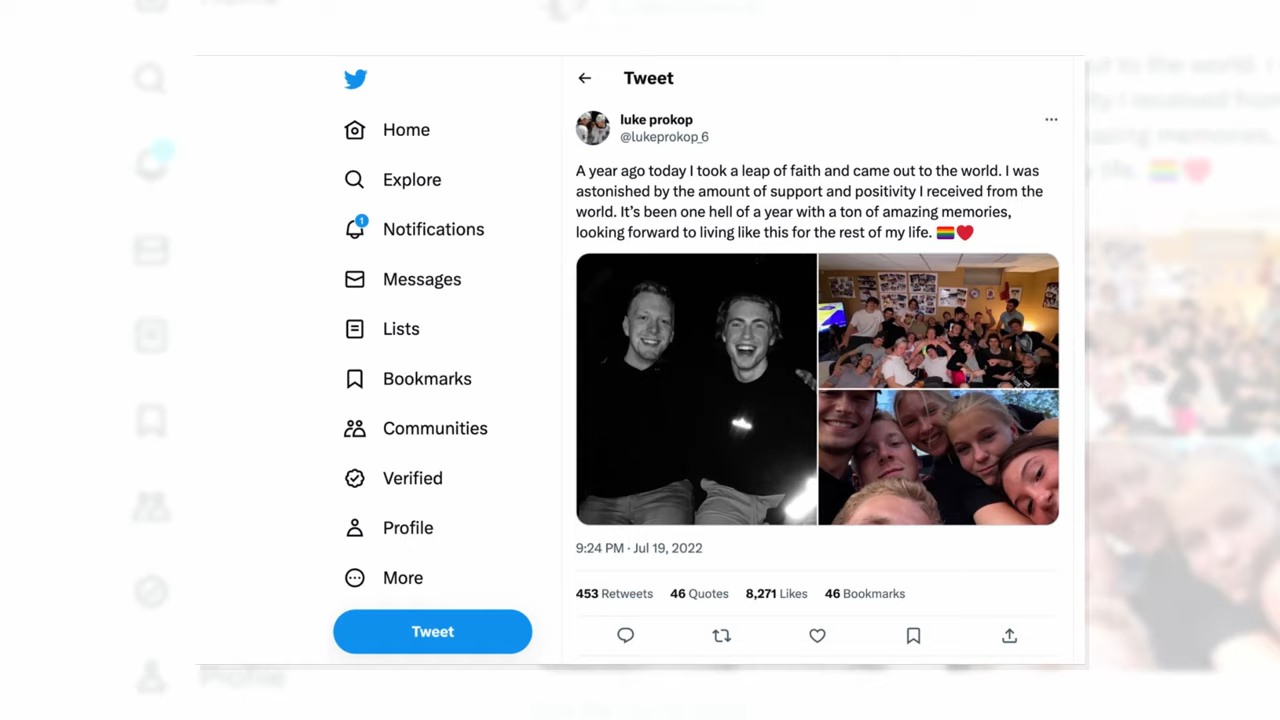 Tweet
luke prokop
@lukeprokop_6
A year ago today I took a leap of faith and came out to the world. I was
astonished by the amount of support and positivity I received from the
world. It's been one hell of a year with a ton of amazing memories,
looking forward to living like this for the rest of my life. 🏳️‍🌈❤️
9:24 PM · Jul 19, 2022
453 Retweets 46 Quotes 8,271 Likes 46 Bookmarks
Home
Explore
1
Notifications
Messages
Lists
Bookmarks
Communities
Verified
Profile
More
Tweet
Profile